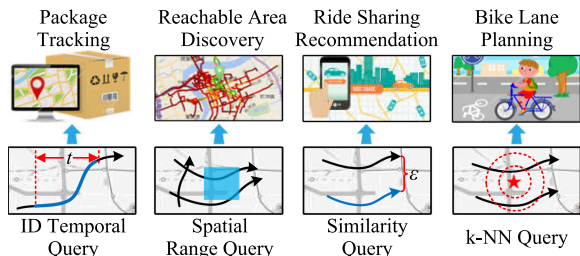 Package
Tracking
Reachable Area
Discovery
Ride Sharing
Recommendation
Bike Lane
Planning
t
ε
ID Temporal
Query
Spatial
Range Query
Similarity
Query
k-NN Query